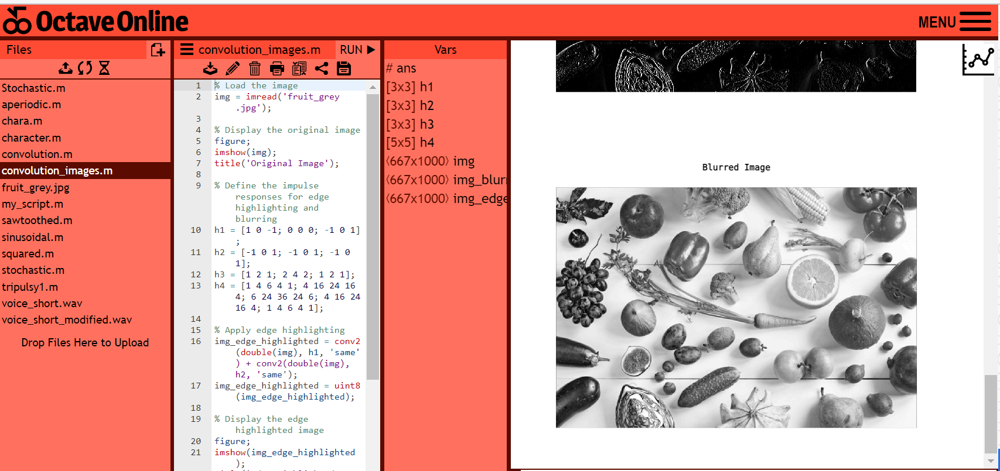 Octave Online
MENU
Files
Stochastic.m
aperiodic.m
chara.m
character.m
convolution.m
convolution_images.m
fruit_grey.jpg
my_script.m
sawtoothed.m
sinusoidal.m
squared.m
stochastic.m
tripulsy1.m
voice_short.wav
voice_short_modified.wav
Drop Files Here to Upload
convolution_images.m
RUN
1 % Load the image
2 img = imread('fruit_grey
.jpg');
3
4 % Display the original image
5 figure;
6 imshow(img);
7 title('Original Image');
8
9 % Define the impulse
responses for edge
highlighting and
blurring
10 h1 = [1 0 -1; 0 0 0; -1 0 1]
;
11 h2 = [-1 0 1; -1 0 1; -1 0
1];
12 h3 = [1 2 1; 2 4 2; 1 2 1];
13 h4 = [1 4 6 4 1; 4 16 24 16
4; 6 24 36 24 6; 4 16 24
16 4; 1 4 6 4 1];
14
15 % Apply edge highlighting
16 img_edge_highlighted = conv2
(double(img), h1, 'same'
) + conv2(double(img),
h2, 'same');
17 img_edge_highlighted = uint8
(img_edge_highlighted);
18
19 % Display the edge
highlighted image
20 figure;
21 imshow(img_edge_highlighted
);
Vars
# ans
[3x3] h1
[3x3] h2
[3x3] h3
[5x5] h4
⟨667x1000⟩ img
⟨667x1000⟩ img_blur
⟨667x1000⟩ img_edge
Blurred Image